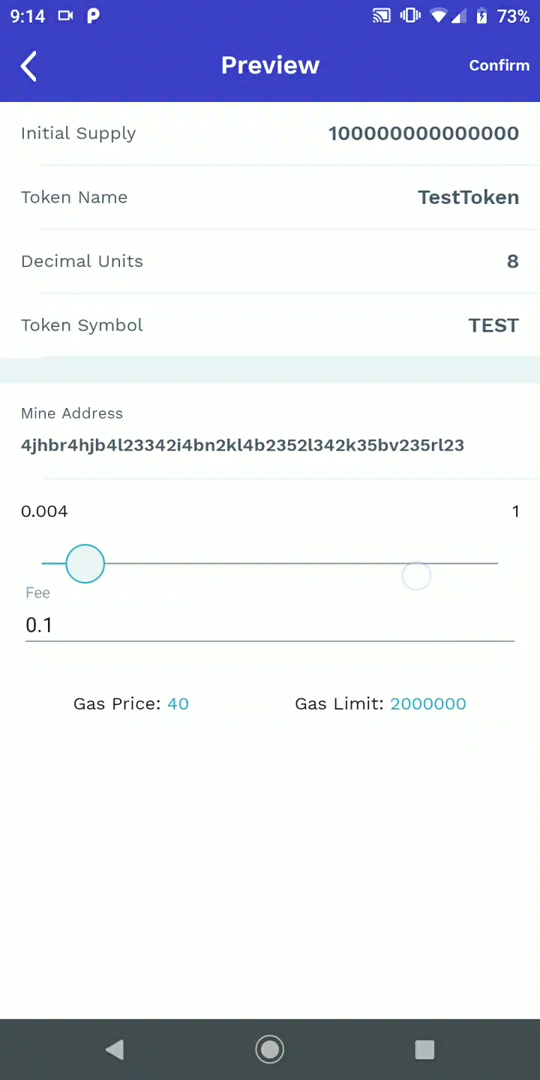 9:14 73%
Preview Confirm
Initial Supply 100000000000000
Token Name TestToken
Decimal Units 8
Token Symbol TEST
Mine Address
4jhbr4hjb4l23342i4bn2kl4b2352l342k35bv235rl23
0.004 1
Fee
0.1
Gas Price: 40 Gas Limit: 2000000